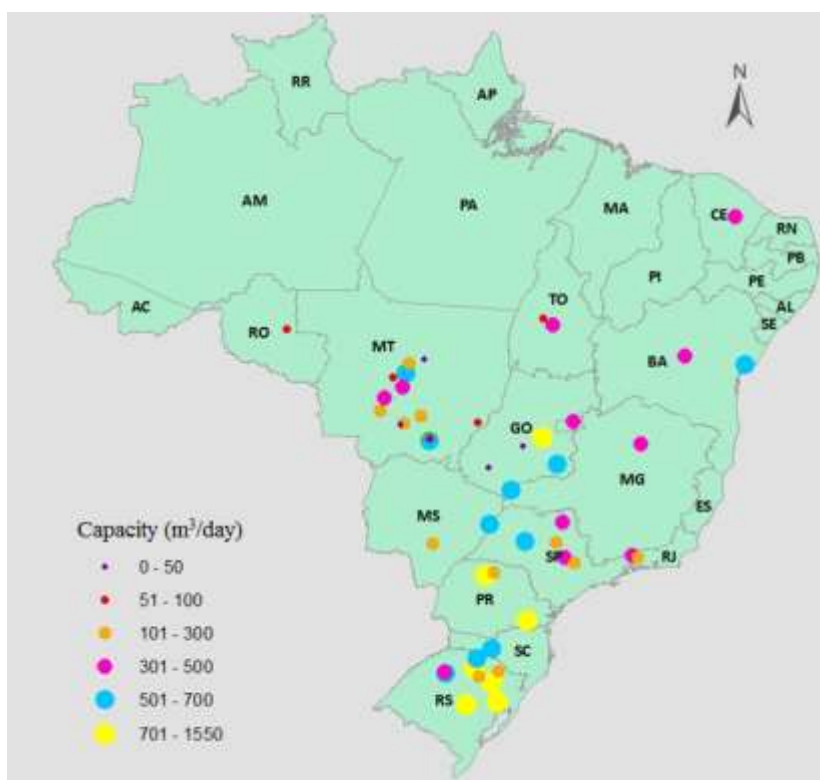 N
RR
AP
AM
PA
MA
CE
RN
PB
PE
PI
AL
SE
TO
AC
RO
MT
BA
GO
MG
ES
MS
SP
RJ
PR
SC
RS
Capacity (m³/day)
0 - 50
51 - 100
101 - 300
301 - 500
501 - 700
701 - 1550